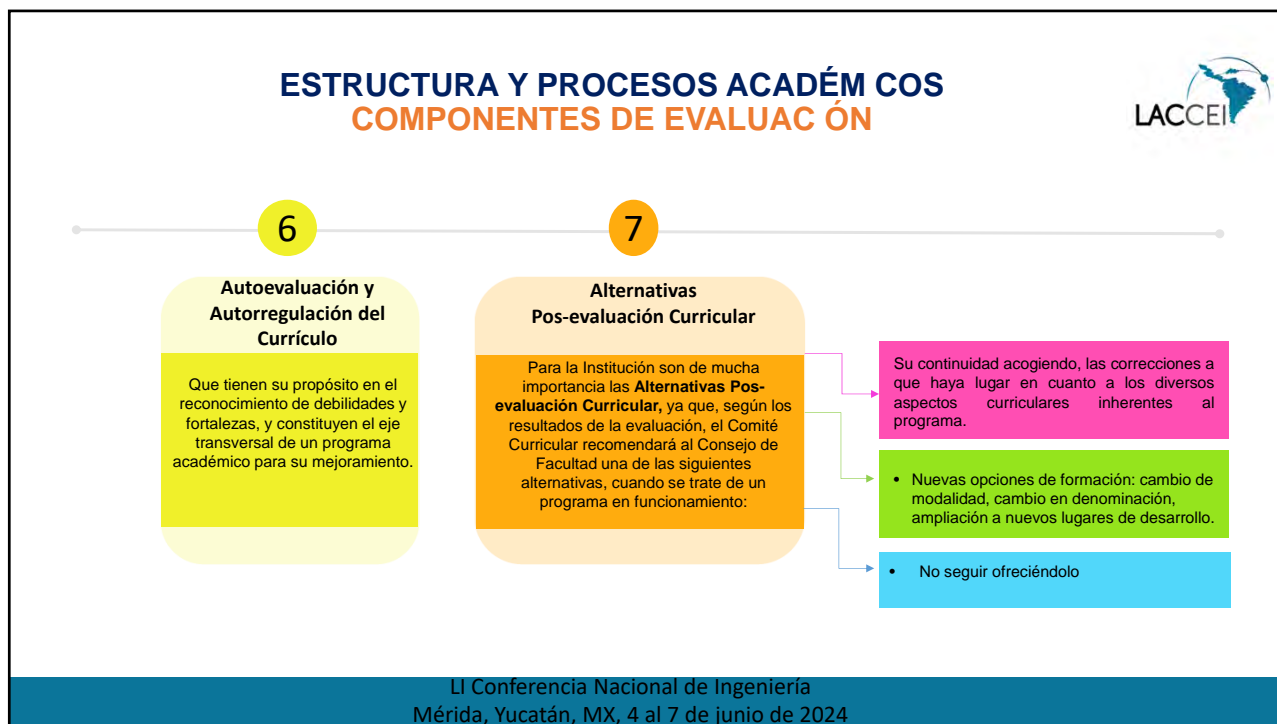 ESTRUCTURA Y PROCESOS ACADÉM COS
COMPONENTES DE EVALUAC ÓN
LACCEI
6
7
Autoevaluación y
Autorregulación del
Currículo
Que tienen su propósito en el
reconocimiento de debilidades y
fortalezas, y constituyen el eje
transversal de un programa
académico para su mejoramiento.
Alternativas
Pos-evaluación Curricular
Para la Institución son de mucha
importancia las Alternativas Pos-
evaluación Curricular, ya que, según los
resultados de la evaluación, el Comité
Curricular recomendará al Consejo de
Facultad una de las siguientes
alternativas, cuando se trate de un
programa en funcionamiento:
Su continuidad acogiendo, las correcciones a
que haya lugar en cuanto a los diversos
aspectos curriculares inherentes al
programa.
• Nuevas opciones de formación: cambio de
modalidad, cambio en denominación,
ampliación a nuevos lugares de desarrollo.
• No seguir ofreciéndolo
LI Conferencia Nacional de Ingeniería
Mérida, Yucatán, MX, 4 al 7 de junio de 2024